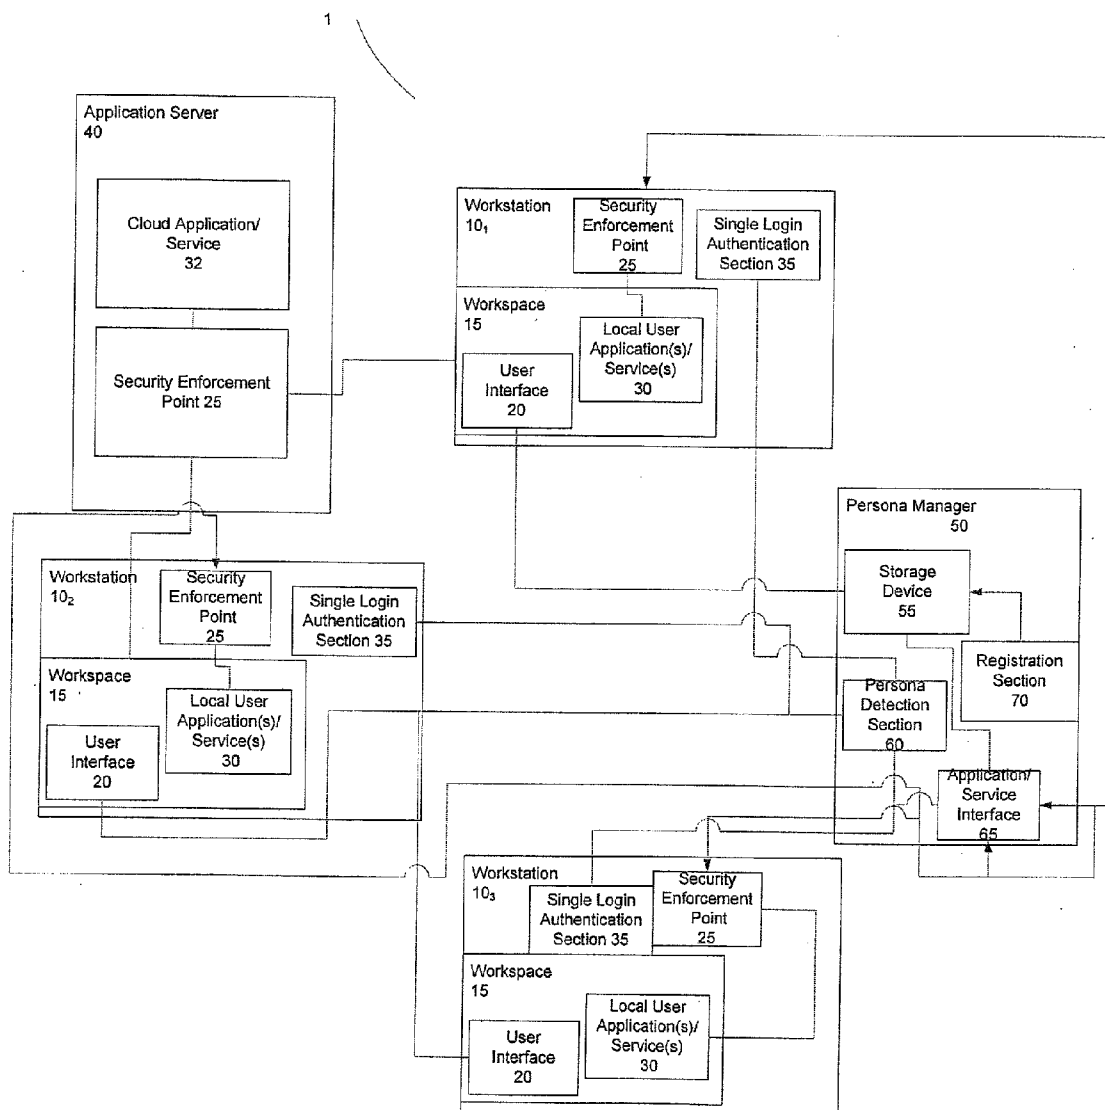 1
Application Server
40
Cloud Application/
Service
32
Security Enforcement
Point 25
Workstation
10₁
Security
Enforcement
Point
25
Single Login
Authentication
Section 35
Workspace
15
Local User
Application(s)/
Service(s)
30
User
Interface
20
Persona Manager
50
Storage
Device
55
Registration
Section
70
Persona
Detection
Section
60
Application/
Service
Interface
65
Workstation
10₂
Security
Enforcement
Point
25
Single Login
Authentication
Section 35
Workspace
15
Local User
Application(s)/
Service(s)
30
User
Interface
20
Workstation
10₃
Single Login
Authentication
Section 35
Security
Enforcement
Point
25
Workspace
15
Local User
Application(s)/
Service(s)
30
User
Interface
20